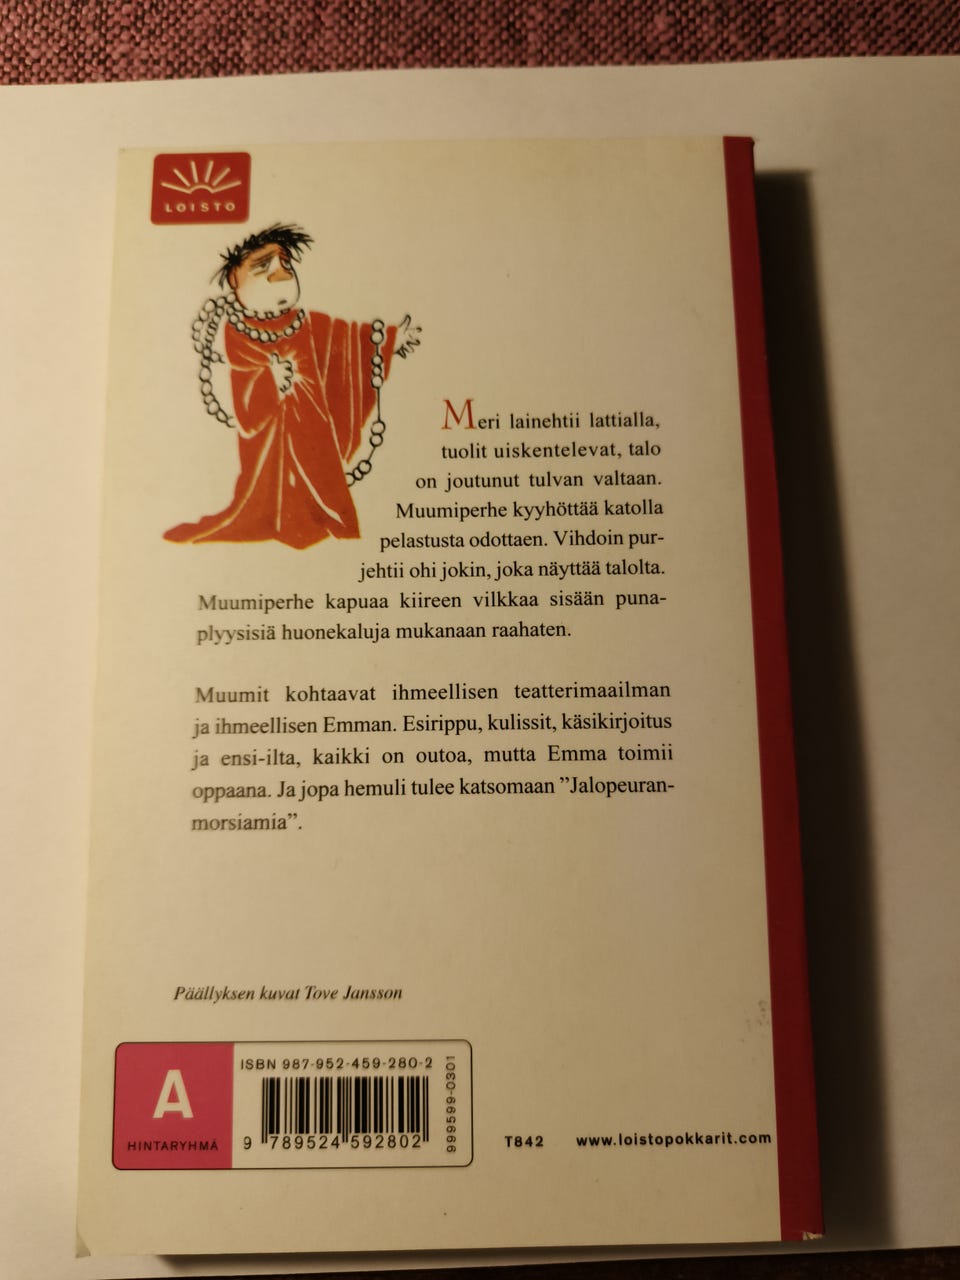 LOISTO
Meri lainehtii lattialla,
tuolit uiskentelevat, talo
on joutunut tulvan valtaan.
Muumiperhe kyyhöttää katolla
pelastusta odottaen. Vihdoin pur-
jehtii ohi jokin, joka näyttää talolta.
Muumiperhe kapuaa kiireen vilkkaa sisään puna-
plyysisiä huonekaluja mukanaan raahaten.
Muumit kohtaavat ihmeellisen teatterimaailman
ja ihmeellisen Emman. Esirippu, kulissit, käsikirjoitus
ja ensi-ilta, kaikki on outoa, mutta Emma toimii
oppaana. Ja jopa hemuli tulee katsomaan ”Jalopeuran-
morsiamia”.
Päällyksen kuvat Tove Jansson
A
HINTARYHMÄ
ISBN 987-952-459-280-2
9 789524 592802
999599-0301
T842 www.loistopokkarit.com